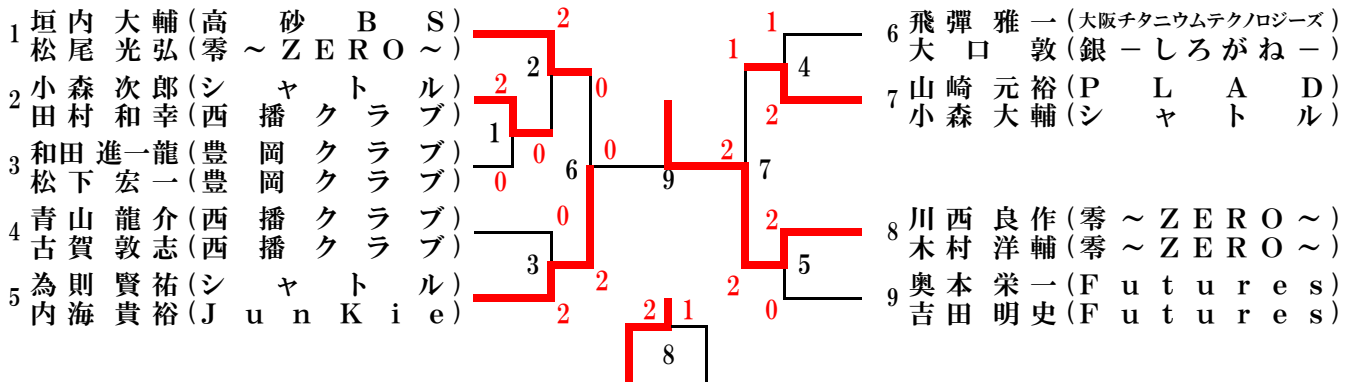 1 垣内大輔(高砂BS)
松尾光弘(零～ZERO～)
2 小森次郎(シャトル)
田村和幸(西播クラブ)
3 和田進一龍(豊岡クラブ)
松下宏一(豊岡クラブ)
4 青山龍介(西播クラブ)
古賀敦志(西播クラブ)
5 為則賢祐(シャトル)
内海貴裕(JunKie)
2
2
2
0
1
0
0
6
0
0
3
2
2
9
2
1
8
1
1
4
2
2
7
2
5
2
0
6 飛彈雅一(大阪チタニウムテクノロジーズ)
大口敦(銀－しろがね－)
7 山崎元裕(PLAD)
小森大輔(シャトル)
8 川西良作(零～ZERO～)
木村洋輔(零～ZERO～)
9 奥本栄一(Futures)
吉田明史(Futures)